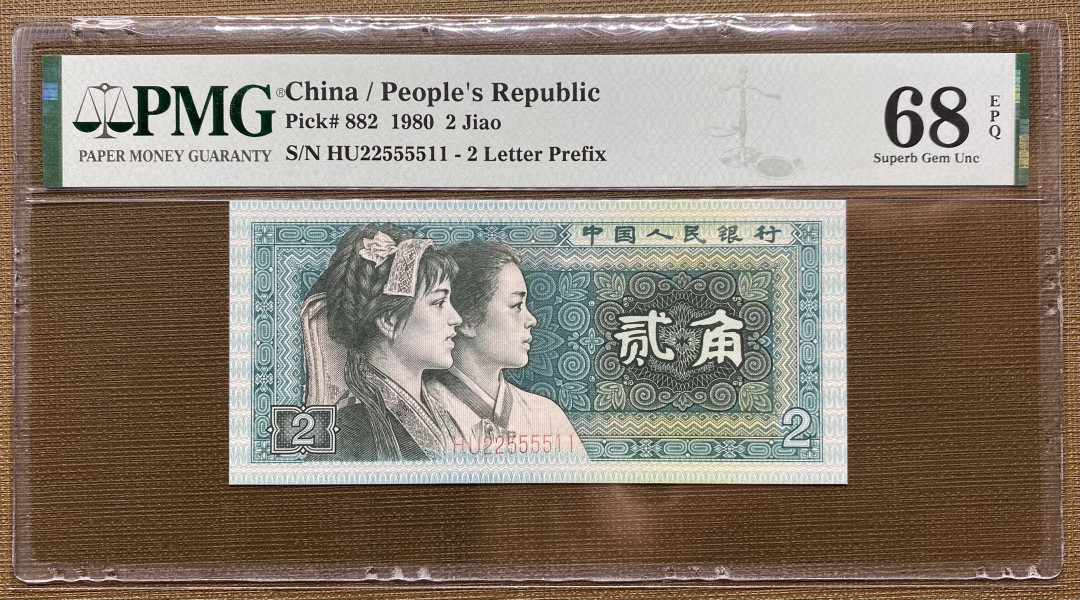 PMG®
PAPER MONEY GUARANTY
China / People's Republic
Pick# 882 1980 2 Jiao
S/N HU22555511 - 2 Letter Prefix
68
EPQ
Superb Gem Unc
中国人民银行
贰角
2
2
HU22555511